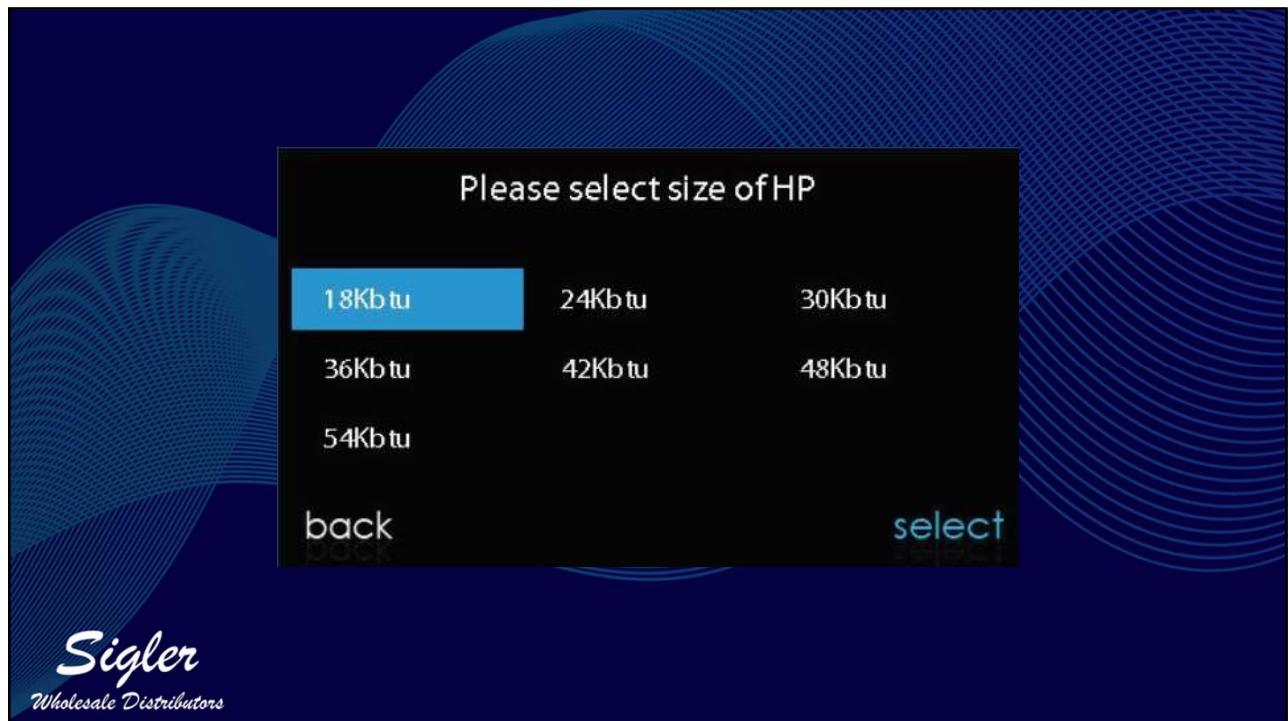 Please select size of HP
18Kbtu 24Kbtu 30Kbtu
36Kbtu 42Kbtu 48Kbtu
54Kbtu
back select
Sigler
Wholesale Distributors